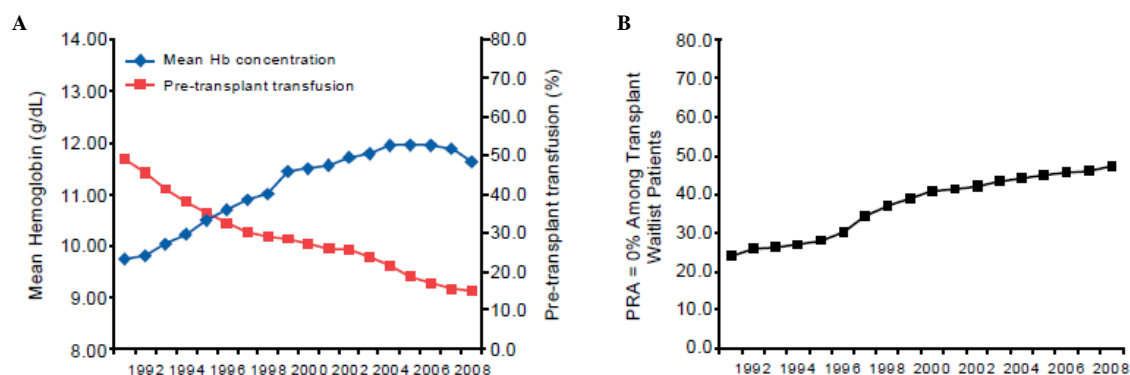 A
B
14.00
13.00
12.00
11.00
10.00
9.00
8.00
Mean Hemoglobin (g/dL)
Mean Hb concentration
Pre-transplant transfusion
80.0
70.0
60.0
50.0
40.0
30.0
20.0
10.0
0.0
Pre-transplant transfusion (%)
1992 1994 1996 1998 2000 2002 2004 2006 2008
PRA = 0% Among Transplant
Waitlist Patients
80.0
70.0
60.0
50.0
40.0
30.0
20.0
10.0
0.0
1992 1994 1996 1998 2000 2002 2004 2006 2008